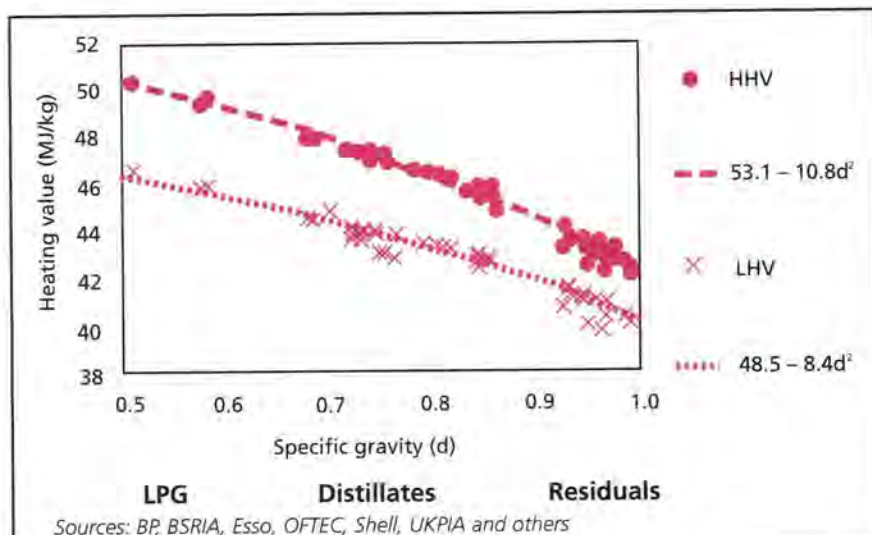 52
50
48
46
44
42
40
38
Heating value (MJ/kg)
0.5 0.6 0.7 0.8 0.9 1.0
Specific gravity (d)
LPG Distillates Residuals
HHV
53.1 – 10.8d²
LHV
48.5 – 8.4d²
Sources: BP, BSRIA, Esso, OFTEC, Shell, UKPIA and others